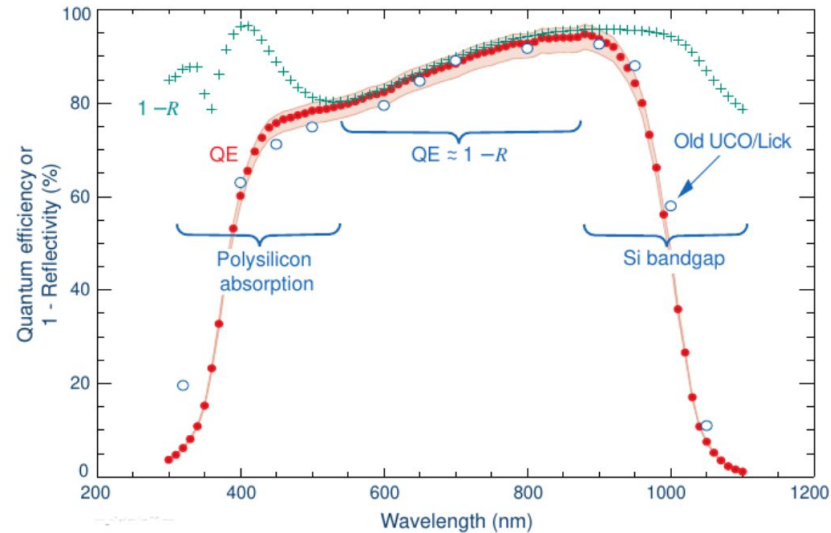 100
80
60
40
20
0
200
400
600
800
1000
1200
Quantum efficiency or
1 - Reflectivity (%)
Wavelength (nm)
1 −R
QE
QE ≈ 1 −R
Old UCO/Lick
Polysilicon
absorption
Si bandgap